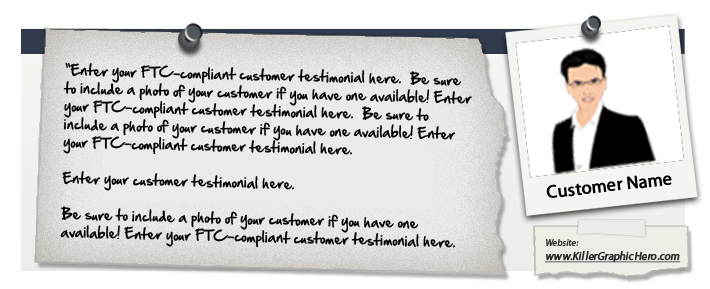 "Enter your FTC-compliant customer testimonial here.  Be sure
to include a photo of your customer if you have one available! Enter
your FTC-compliant customer testimonial here.  Be sure to
include a photo of your customer if you have one available! Enter
your FTC-compliant customer testimonial here.
Enter your customer testimonial here.
Be sure to include a photo of your customer if you have one
available! Enter your FTC-compliant customer testimonial here.
Customer Name
Website:
www.KillerGraphicHero.com